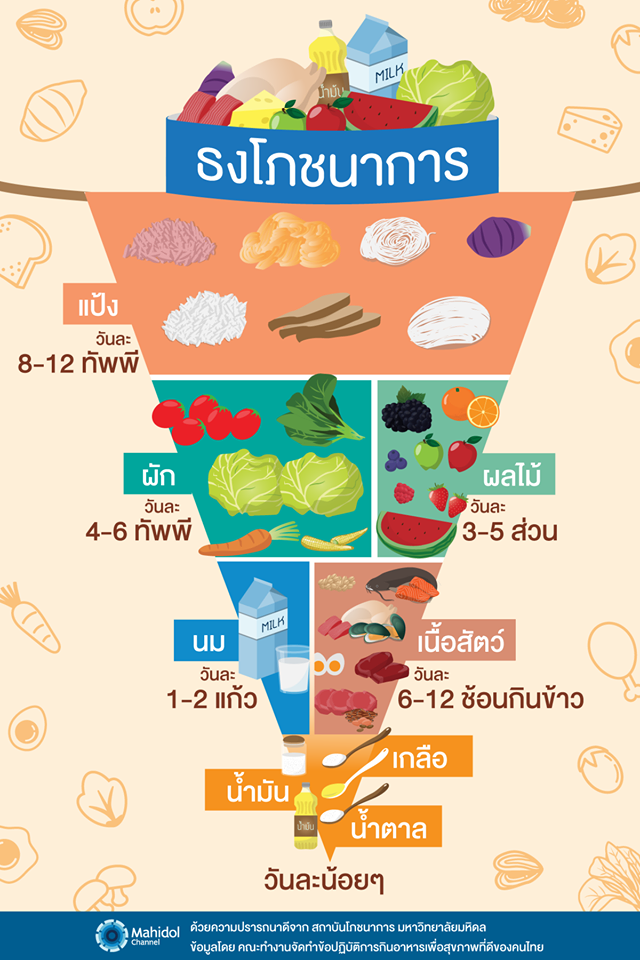 น้ำมัน
MILK
ธงโภชนาการ
แป้ง
วันละ
8-12 ทัพพี
ผัก
วันละ
4-6 ทัพพี
ผลไม้
วันละ
3-5 ส่วน
MILK
นม
วันละ
1-2 แก้ว
เนื้อสัตว์
วันละ
6-12 ช้อนกินข้าว
เกลือ
น้ำมัน
น้ำมัน
น้ำตาล
วันละน้อยๆ
Mahidol
Channel
ด้วยความปรารถนาดีจาก สถาบันโภชนาการ มหาวิทยาลัยมหิดล
ข้อมูลโดย คณะทำงานจัดทำข้อปฏิบัติการกินอาหารเพื่อสุขภาพที่ดีของคนไทย